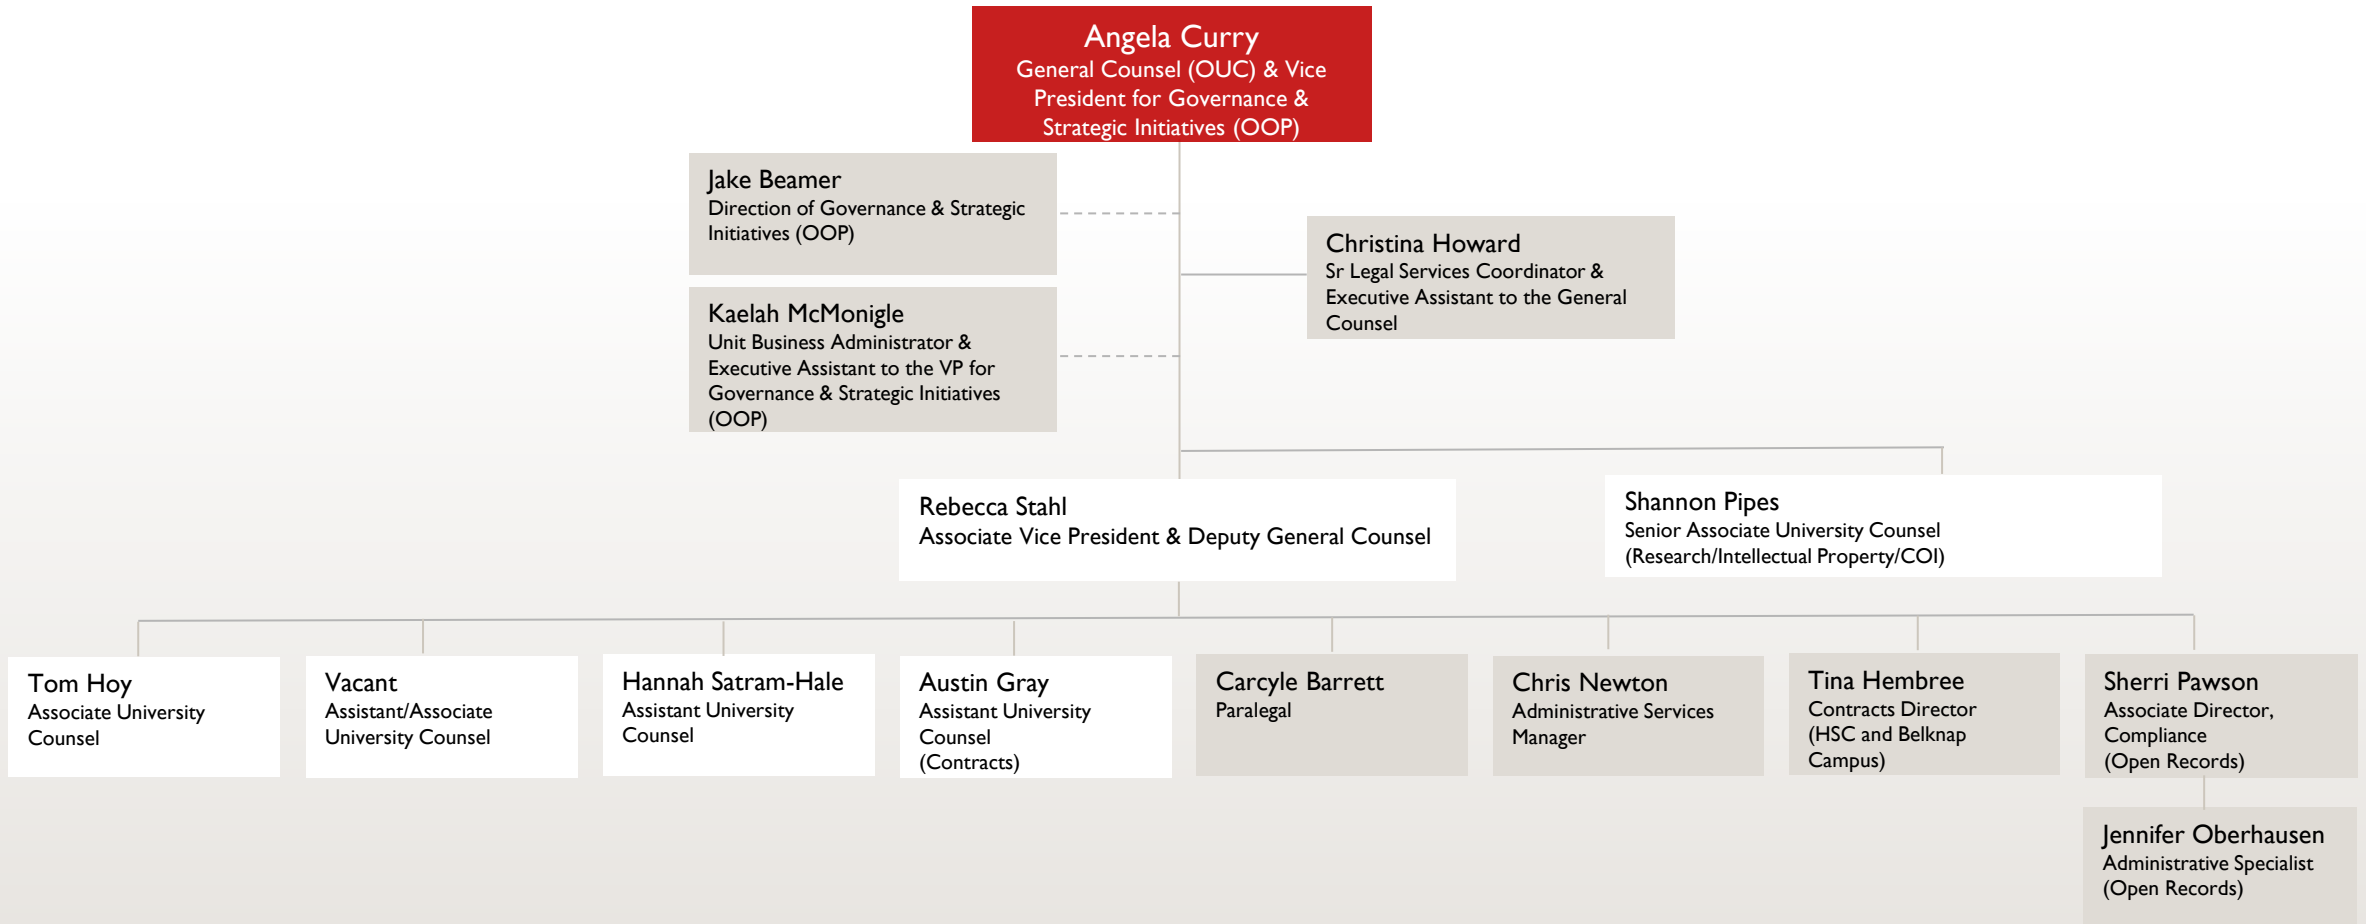 Angela Curry
General Counsel (OUC) & Vice
President for Governance &
Strategic Initiatives (OOP)
Jake Beamer
Direction of Governance & Strategic
Initiatives (OOP)
Christina Howard
Sr Legal Services Coordinator &
Executive Assistant to the General
Counsel
Kaelah McMonigle
Unit Business Administrator &
Executive Assistant to the VP for
Governance & Strategic Initiatives
(OOP)
Rebecca Stahl
Associate Vice President & Deputy General Counsel
Shannon Pipes
Senior Associate University Counsel
(Research/Intellectual Property/COI)
Tom Hoy
Associate University
Counsel
Vacant
Assistant/Associate
University Counsel
Hannah Satram-Hale
Assistant University
Counsel
Austin Gray
Assistant University
Counsel
(Contracts)
Carcyle Barrett
Paralegal
Chris Newton
Administrative Services
Manager
Tina Hembree
Contracts Director
(HSC and Belknap
Campus)
Sherri Pawson
Associate Director,
Compliance
(Open Records)
Jennifer Oberhausen
Administrative Specialist
(Open Records)